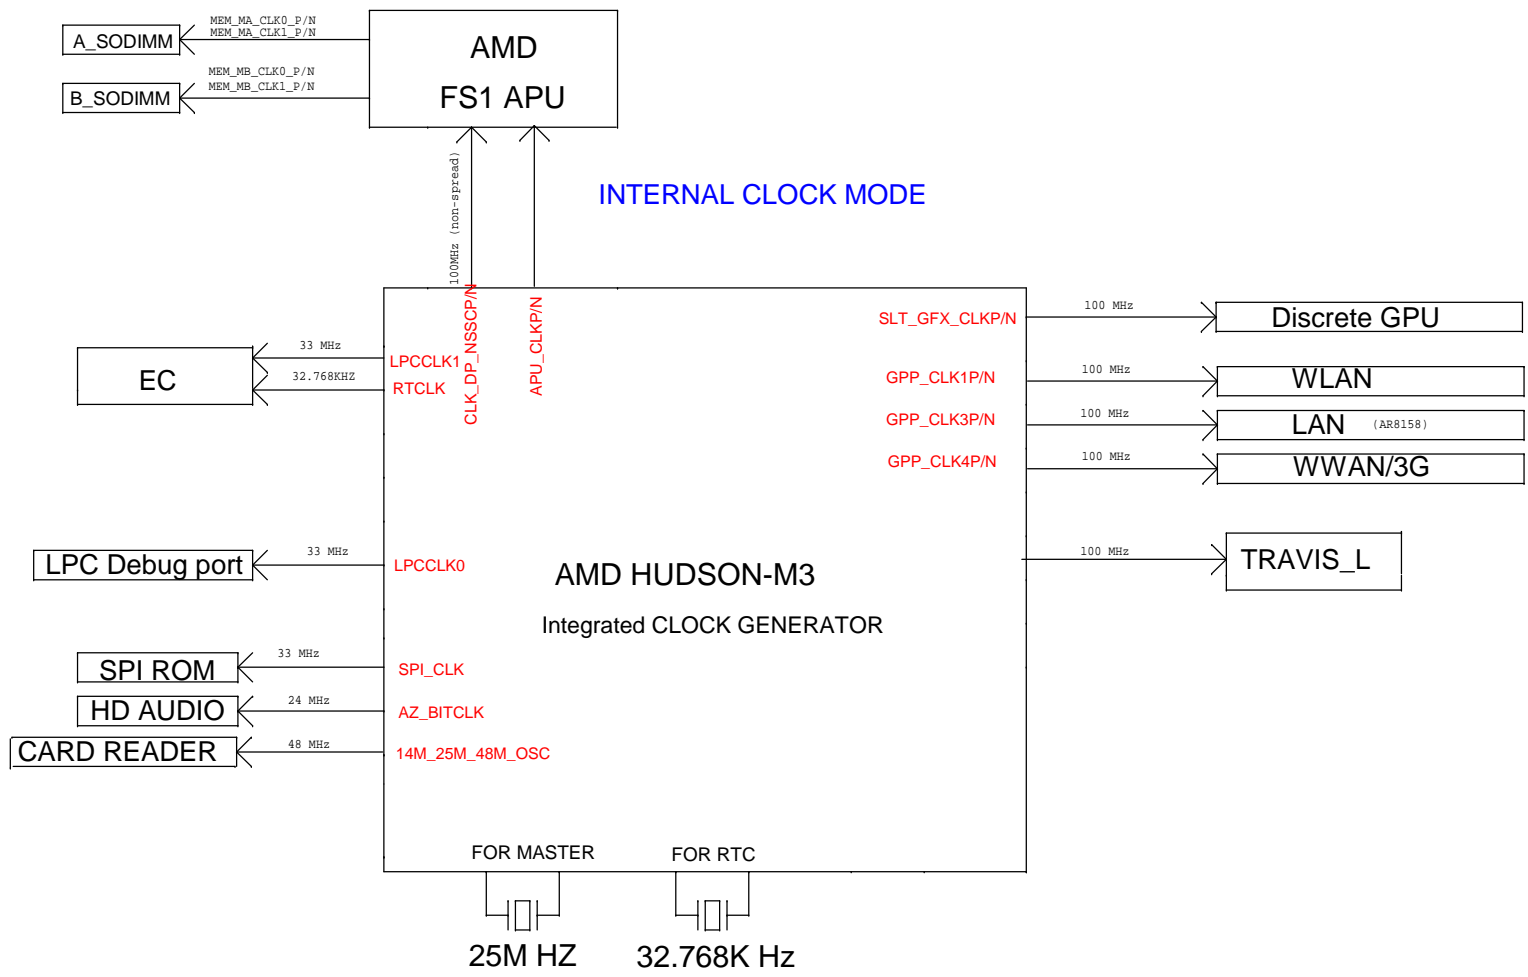 MEM_MA_CLK0_P/N
MEM_MA_CLK1_P/N
A_SODIMM
MEM_MB_CLK0_P/N
MEM_MB_CLK1_P/N
B_SODIMM
AMD
FS1 APU
100MHz (non-spread)
INTERNAL CLOCK MODE
CLK_DP_NSSCP/N
APU_CLKP/N
SLT_GFX_CLKP/N
100 MHz
Discrete GPU
33 MHz
LPCCLK1
EC
32.768KHZ
RTCLK
GPP_CLK1P/N
100 MHz
WLAN
GPP_CLK3P/N
100 MHz
LAN (AR8158)
GPP_CLK4P/N
100 MHz
WWAN/3G
LPC Debug port
33 MHz
LPCCLK0
AMD HUDSON-M3
Integrated CLOCK GENERATOR
100 MHz
TRAVIS_L
SPI ROM
33 MHz
SPI_CLK
HD AUDIO
24 MHz
AZ_BITCLK
CARD READER
48 MHz
14M_25M_48M_OSC
FOR MASTER
FOR RTC
25M HZ
32.768K Hz